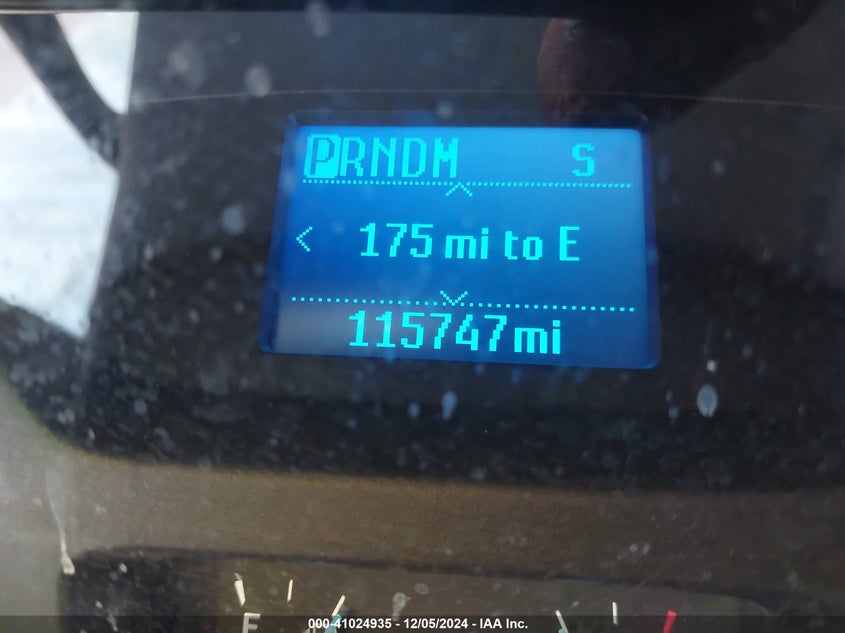 PRNDM S
< 175 mi to E
115747mi
E
000-41024935 - 12/05/2024 - IAA Inc.